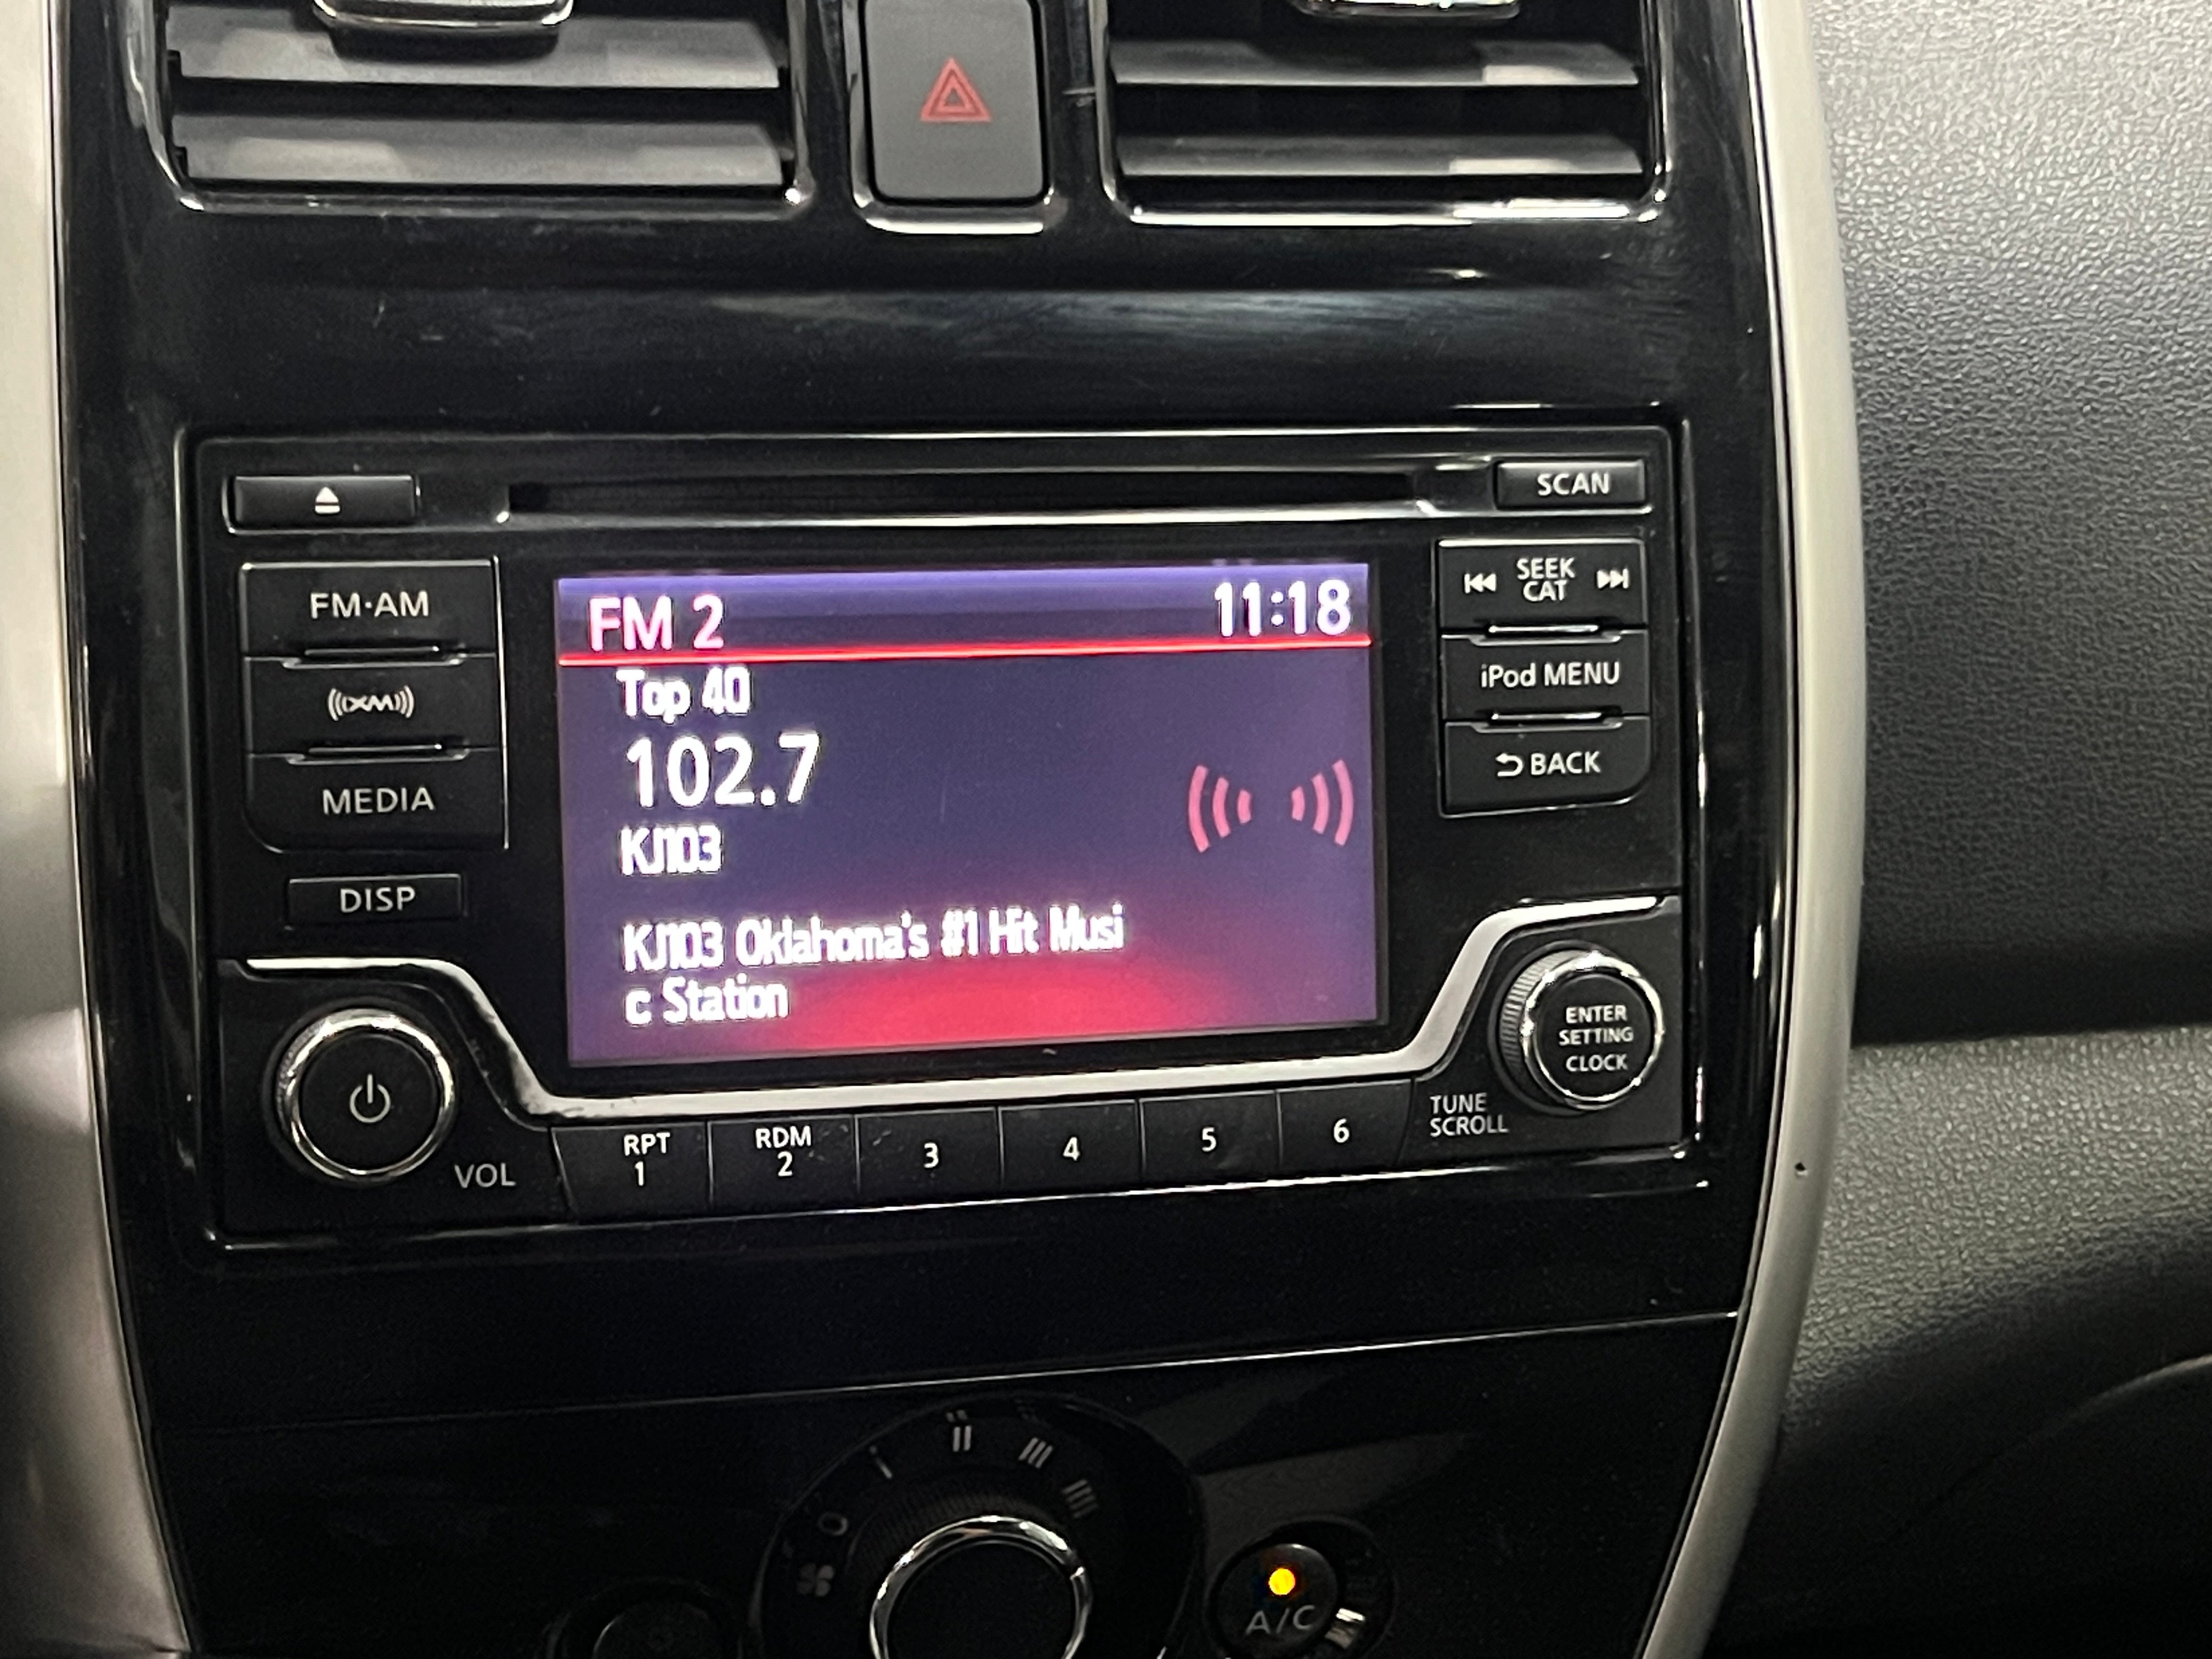 SCAN
FM·AM
SEEK
CAT
XM
iPod MENU
MEDIA
BACK
DISP
FM 2 11:18
Top 40
102.7
KJ103
KJ103 Oklahoma's #1 Hit Musi
c Station
ENTER
SETTING
CLOCK
TUNE
SCROLL
VOL
RPT
1
RDM
2
3
4
5
6
0
A/C